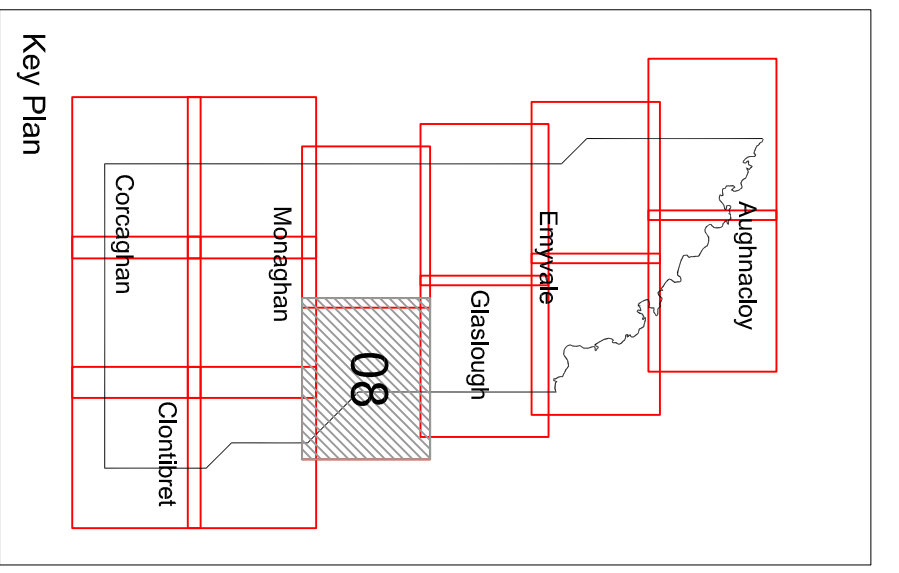 Key Plan
Aughnacloy
Emyvale
Glaslough
08
Monaghan
Clontibret
Corcaghan